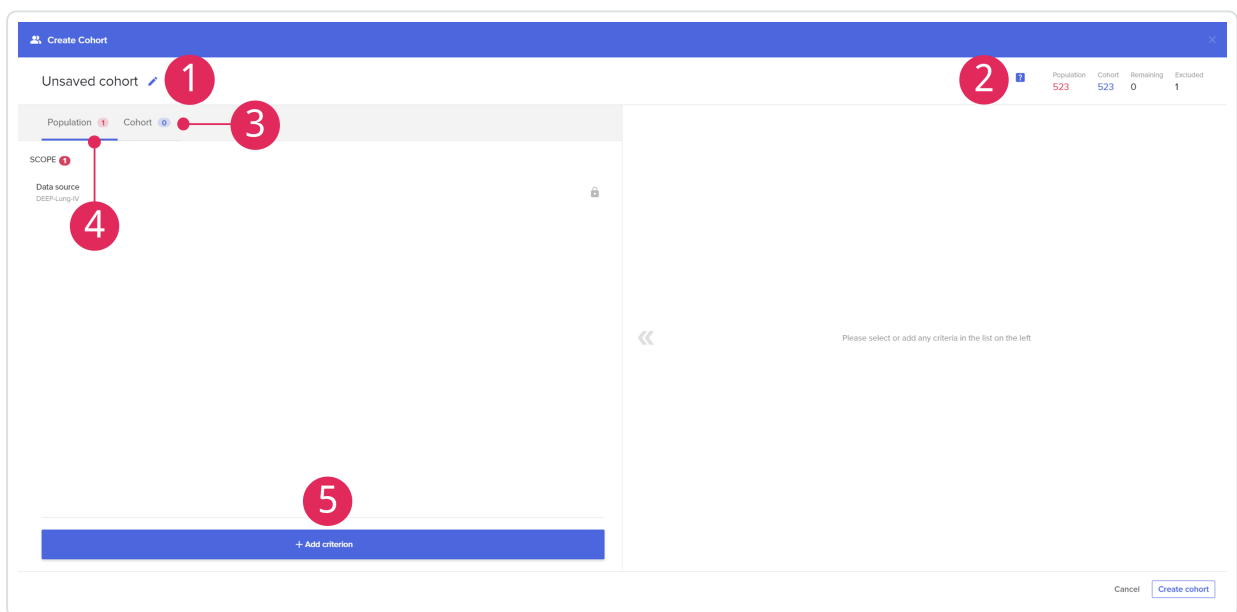 Create Cohort
Unsaved cohort
1
2
?
Population Cohort Remaining Excluded
523 523 0 1
Population 1 Cohort 0
3
SCOPE 1
Data source
DEEP-Lung-IV
4
Please select or add any criteria in the list on the left
5
+ Add criterion
Cancel Create cohort